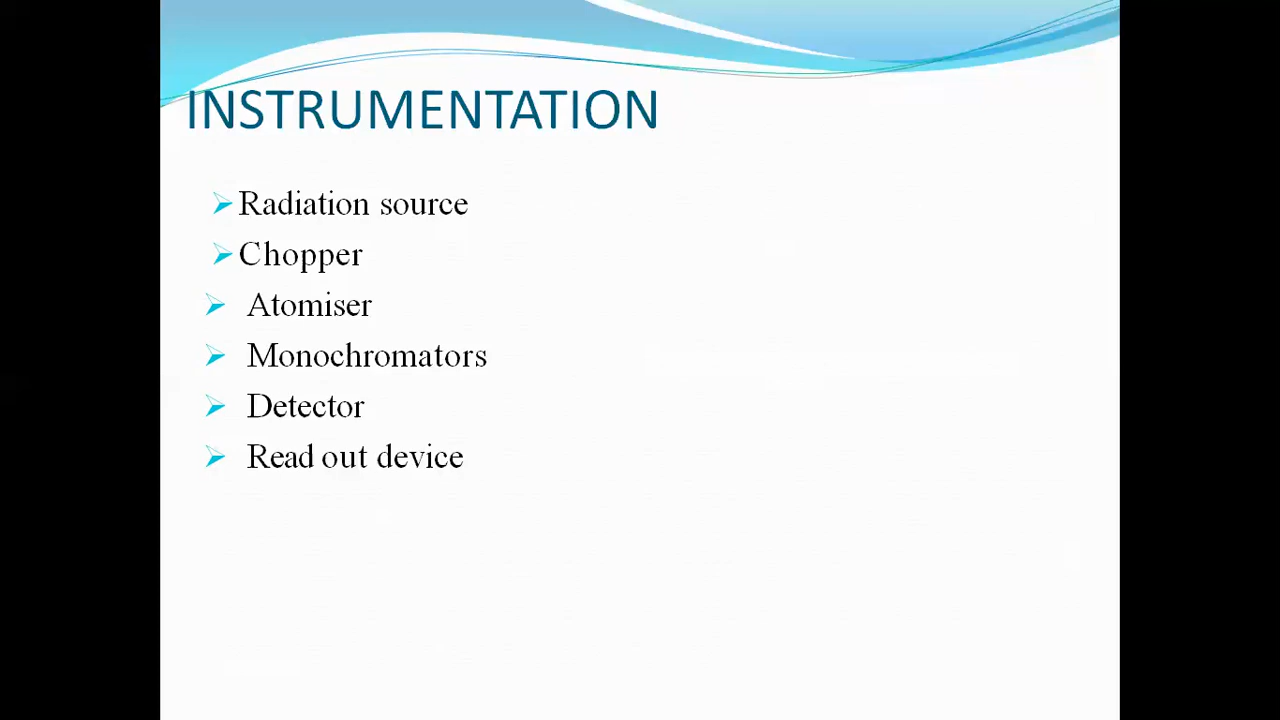 INSTRUMENTATION
Radiation source
Chopper
Atomiser
Monochromators
Detector
Read out device